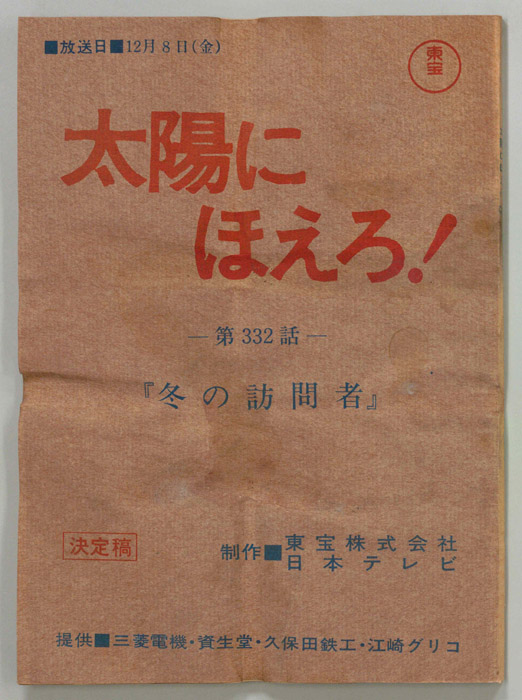 ■放送日■12月8日(金)
東宝
太陽に
ほえろ!
―第332話―
『冬の訪問者』
決定稿
制作■東宝株式会社
日本テレビ
提供■三菱電機・資生堂・久保田鉄工・江崎グリコ